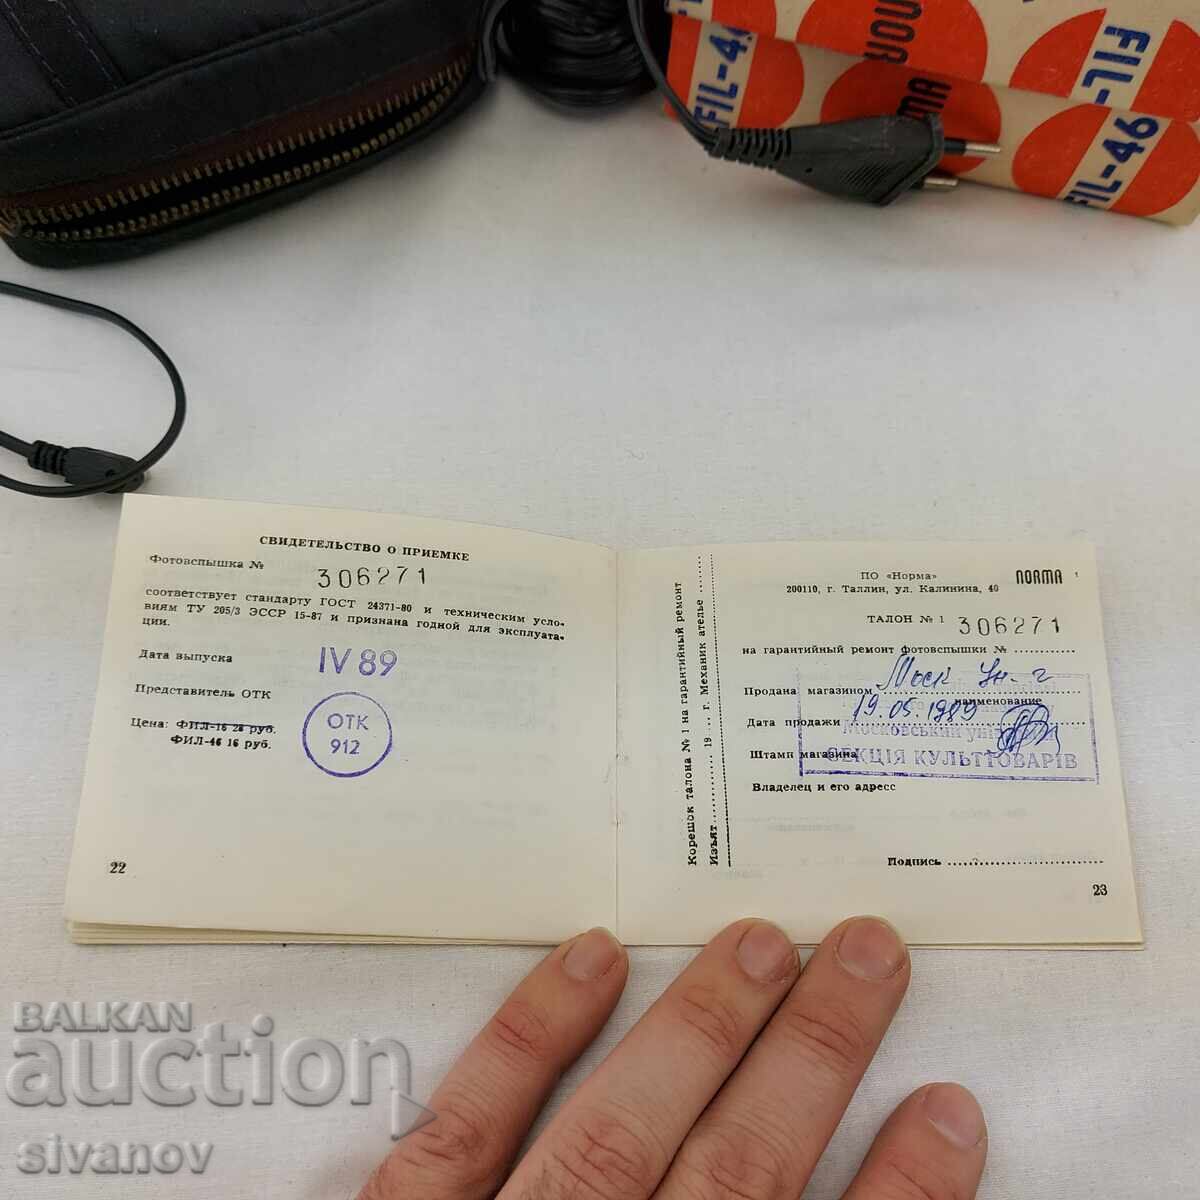 FIL-46
NORMA
FIL-46
FIL-46
СВИДЕТЕЛЬСТВО О ПРИЕМКЕ
Фотовспышка № 306271
соответствует стандарту ГОСТ 24371-80 и техническим усло-
виям ТУ 205/3 ЭССР 15-87 и признана годной для эксплуата-
ции.
Дата выпуска IV 89
Представитель ОТК
ОТК
912
Цена: ФИЛ-16 28 руб.
ФИЛ-46 16 руб.
22
Корешок талона № 1 на гарантийный ремонт
Изъят 19 г. Механик ателье
ПО «Норма»
NORMA
200110, г. Таллин, ул. Калинина, 40
ТАЛОН № 1 306271
на гарантийный ремонт фотовспышки №
Продана магазином Моск Ун-г
наименование
Дата продажи 19.05.1989
Московський
Штамп магазина
СЕКЦІЯ КУЛЬТТОВАРІВ
Владелец и его адресс
Подпись
23
BALKAN
auction
sivanov